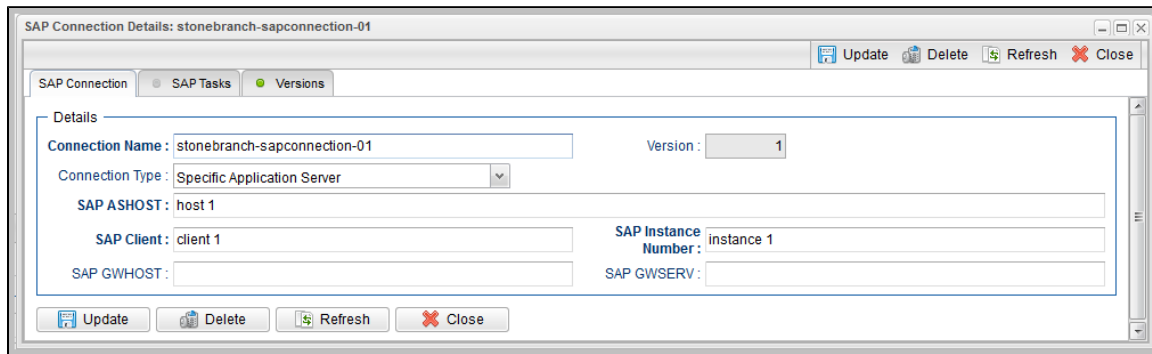 SAP Connection Details: stonebranch-sapconnection-01
Update Delete Refresh Close
SAP Connection SAP Tasks Versions
Details
Connection Name : stonebranch-sapconnection-01 Version : 1
Connection Type : Specific Application Server
SAP ASHOST : host 1
SAP Client : client 1 SAP Instance Number : instance 1
SAP GWHOST : SAP GWSERV :
Update Delete Refresh Close